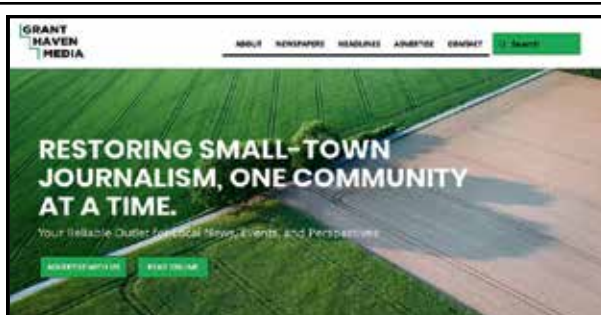 GRANT
HAVEN
MEDIA
ABOUT NEWSPAPERS HEADLINES ADVERTISE CONTACT Search
RESTORING SMALL-TOWN
JOURNALISM, ONE COMMUNITY
AT A TIME.
Your Reliable Outlet for Local News, Events, and Perspectives
ADVERTISE WITH US READ ONLINE